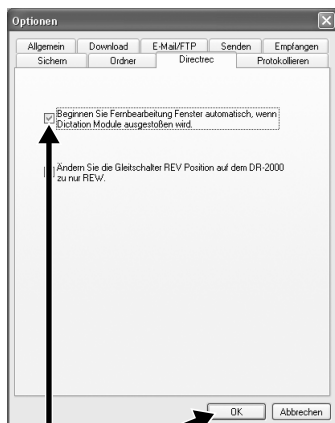 Optionen
Allgemein Download E-Mail/FTP Senden Empfangen
Sichern Ordner Directrec Protokollieren
Beginnen Sie Fernbearbeitung Fenster automatisch, wenn
Dictation Module ausgestoßen wird.
Ändern Sie die Gleitschalter REV Position auf dem DR-2000
zu nur REW.
OK Abbrechen